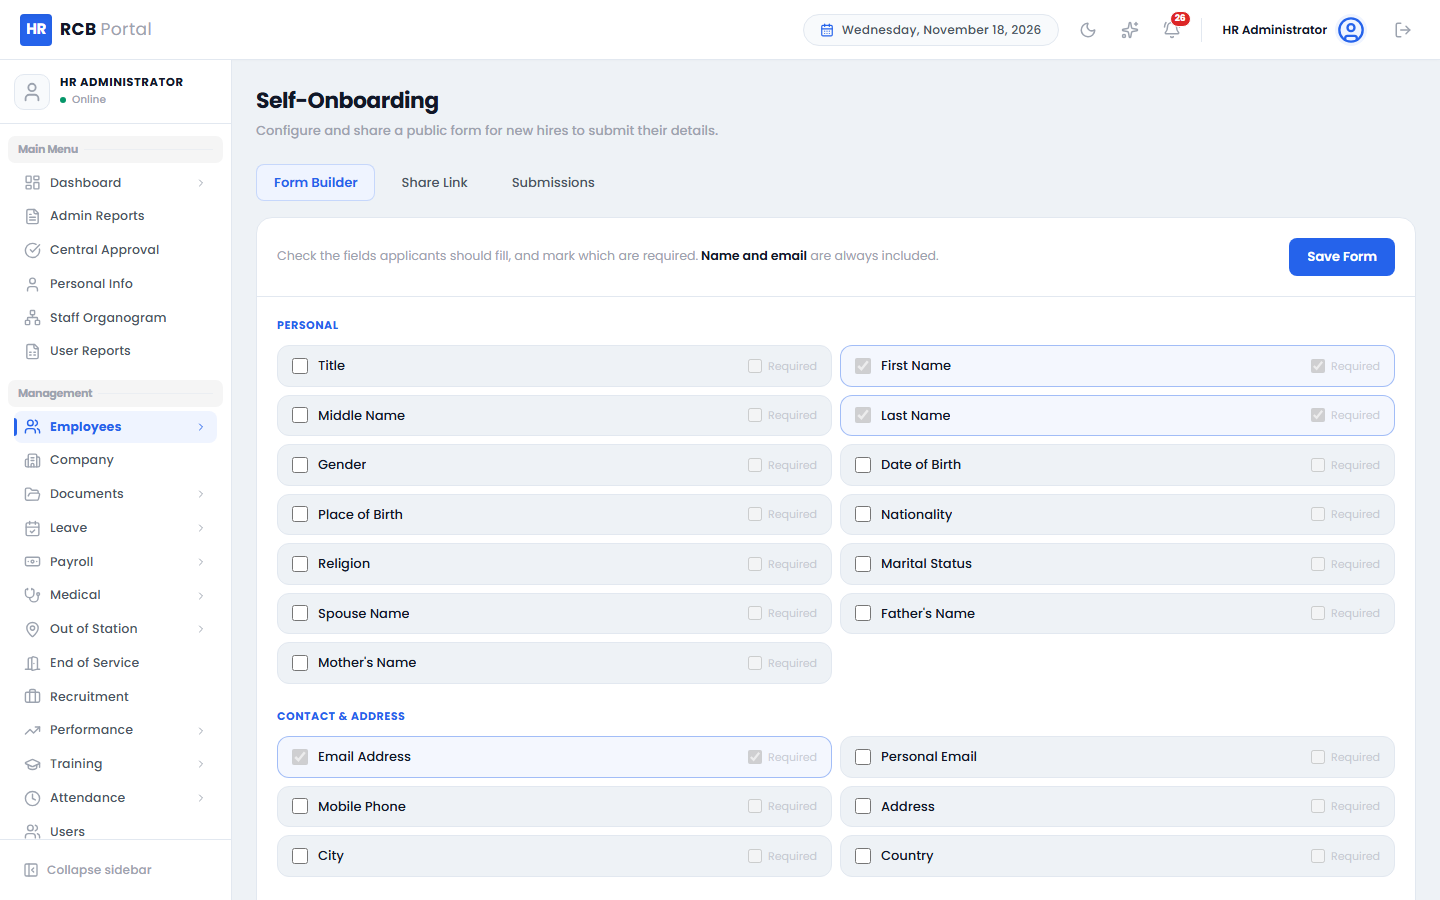 HR RCB Portal
Wednesday, November 18, 2026
26
HR Administrator
HR ADMINISTRATOR
Online
Main Menu
Dashboard
Admin Reports
Central Approval
Personal Info
Staff Organogram
User Reports
Management
Employees
Company
Documents
Leave
Payroll
Medical
Out of Station
End of Service
Recruitment
Performance
Training
Attendance
Users
Collapse sidebar
Self-Onboarding
Configure and share a public form for new hires to submit their details.
Form Builder Share Link Submissions
Check the fields applicants should fill, and mark which are required. Name and email are always included.
Save Form
PERSONAL
Title Required First Name Required
Middle Name Required Last Name Required
Gender Required Date of Birth Required
Place of Birth Required Nationality Required
Religion Required Marital Status Required
Spouse Name Required Father's Name Required
Mother's Name Required
CONTACT & ADDRESS
Email Address Required Personal Email Required
Mobile Phone Required Address Required
City Required Country Required